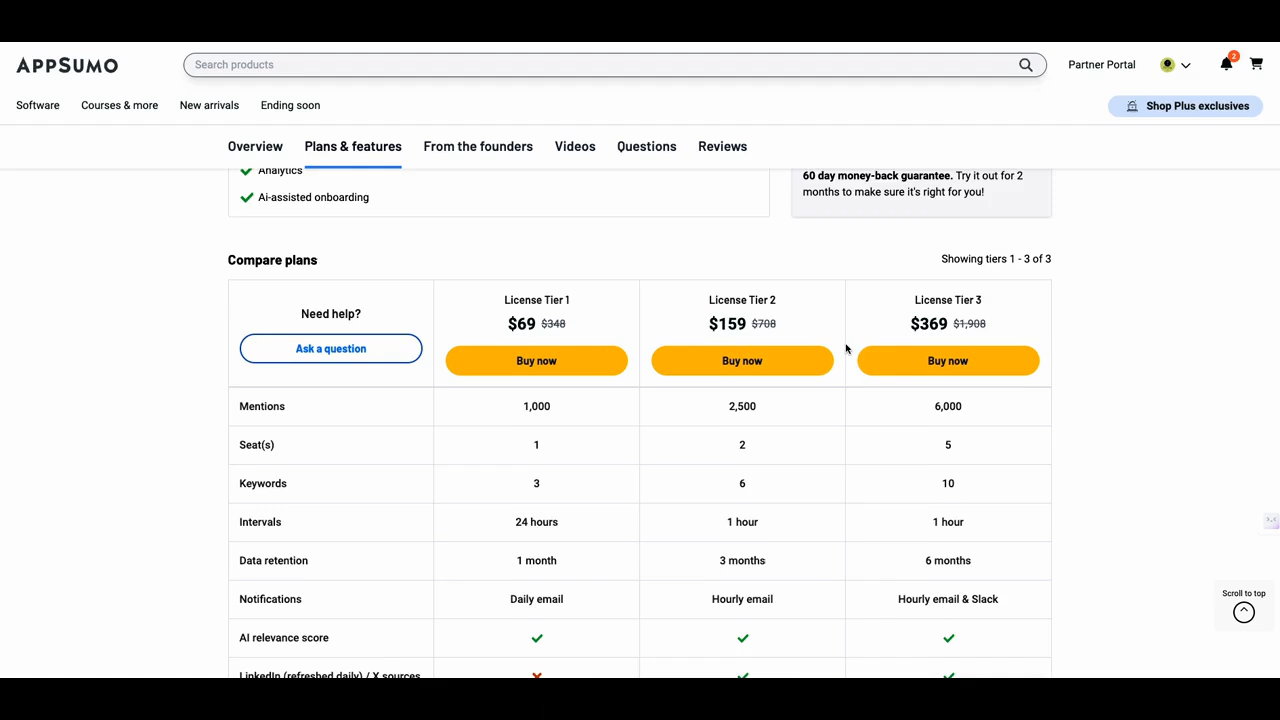 APPSUMO
Search products
Partner Portal
2
Software Courses & more New arrivals Ending soon
Shop Plus exclusives
Overview Plans & features From the founders Videos Questions Reviews
Analytics
Ai-assisted onboarding
60 day money-back guarantee. Try it out for 2
months to make sure it's right for you!
Compare plans
Showing tiers 1 - 3 of 3
Need help?
Ask a question
License Tier 1
$69 $348
Buy now
License Tier 2
$159 $708
Buy now
License Tier 3
$369 $1,908
Buy now
Mentions 1,000 2,500 6,000
Seat(s) 1 2 5
Keywords 3 6 10
Intervals 24 hours 1 hour 1 hour
Data retention 1 month 3 months 6 months
Notifications Daily email Hourly email Hourly email & Slack
AI relevance score
LinkedIn (refreshed daily) / X sources
Scroll to top